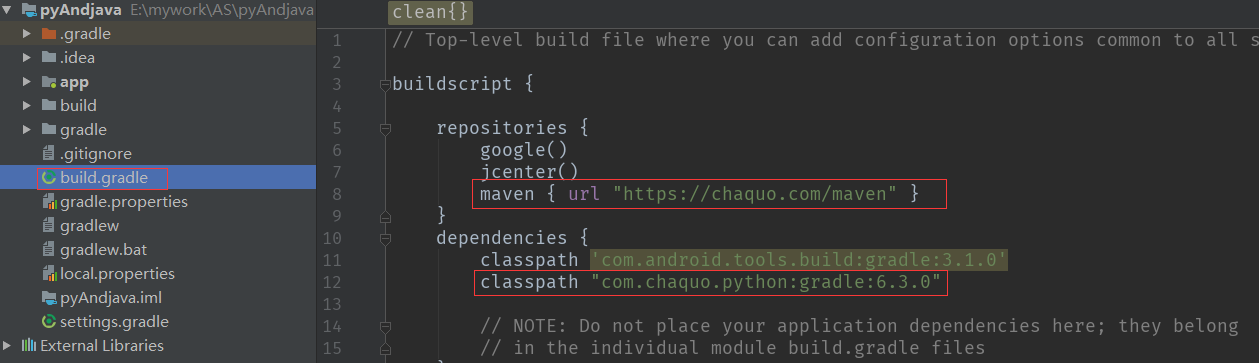 pyAndjava E:\mywork\AS\pyAndjava
.gradle
.idea
app
build
gradle
.gitignore
build.gradle
gradle.properties
gradlew
gradlew.bat
local.properties
pyAndjava.iml
settings.gradle
External Libraries
clean{}
1 // Top-level build file where you can add configuration options common to all s
2
3 buildscript {
4
5 repositories {
6 google()
7 jcenter()
8 maven { url "https://chaquo.com/maven" }
9 }
10 dependencies {
11 classpath 'com.android.tools.build:gradle:3.1.0'
12 classpath "com.chaquo.python:gradle:6.3.0"
13
14 // NOTE: Do not place your application dependencies here; they belong
15 // in the individual module build.gradle files